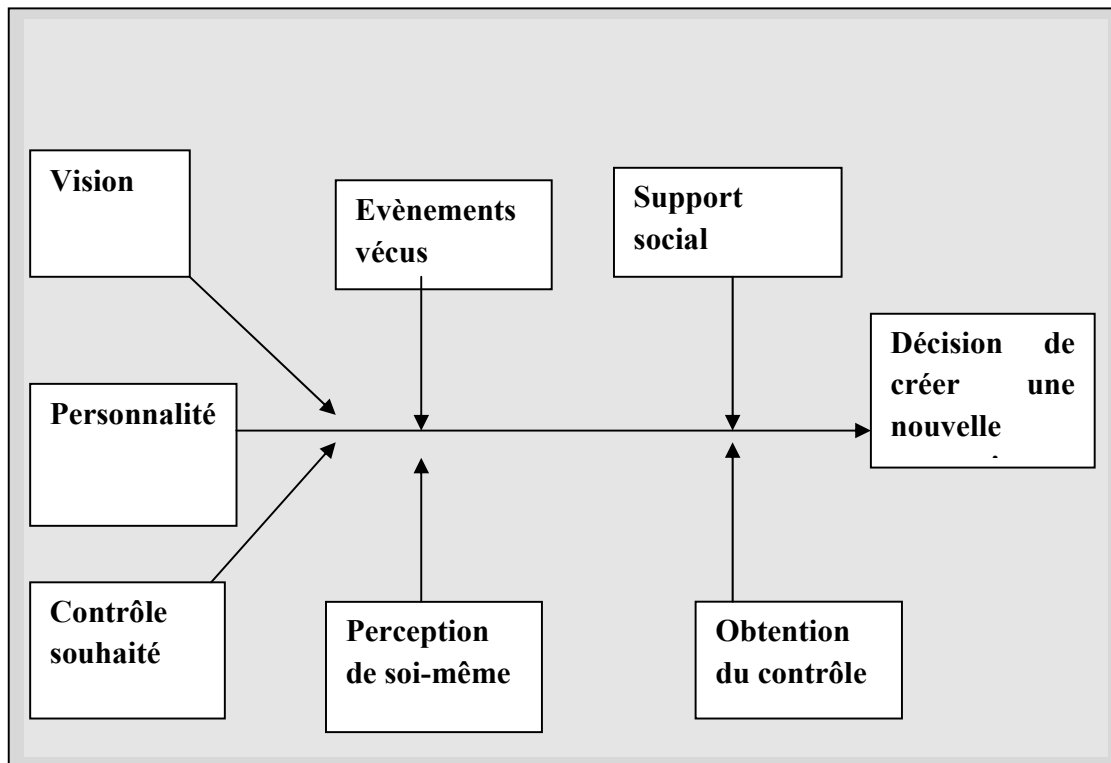 Vision
Evènements
vécus
Support
social
Personnalité
Décision de
créer une
nouvelle
Contrôle
souhaité
Perception
de soi-même
Obtention
du contrôle